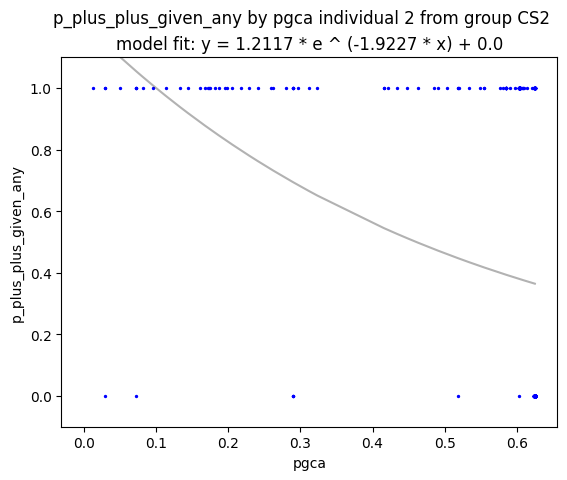 p_plus_plus_given_any by pgca individual 2 from group CS2
model fit: y = 1.2117 * e ^ (-1.9227 * x) + 0.0
p_plus_plus_given_any
1.0
0.8
0.6
0.4
0.2
0.0
0.0 0.1 0.2 0.3 0.4 0.5 0.6
pgca